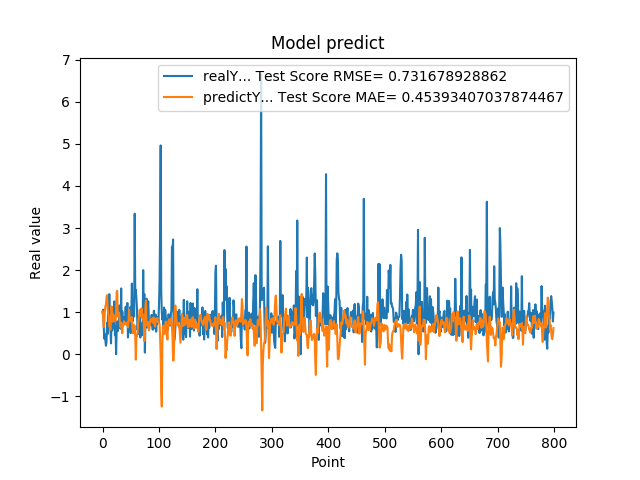 Model predict
realY... Test Score RMSE= 0.731678928862
predictY... Test Score MAE= 0.45393407037874467
7
6
5
4
3
2
1
0
−1
Real value
0 100 200 300 400 500 600 700 800
Point